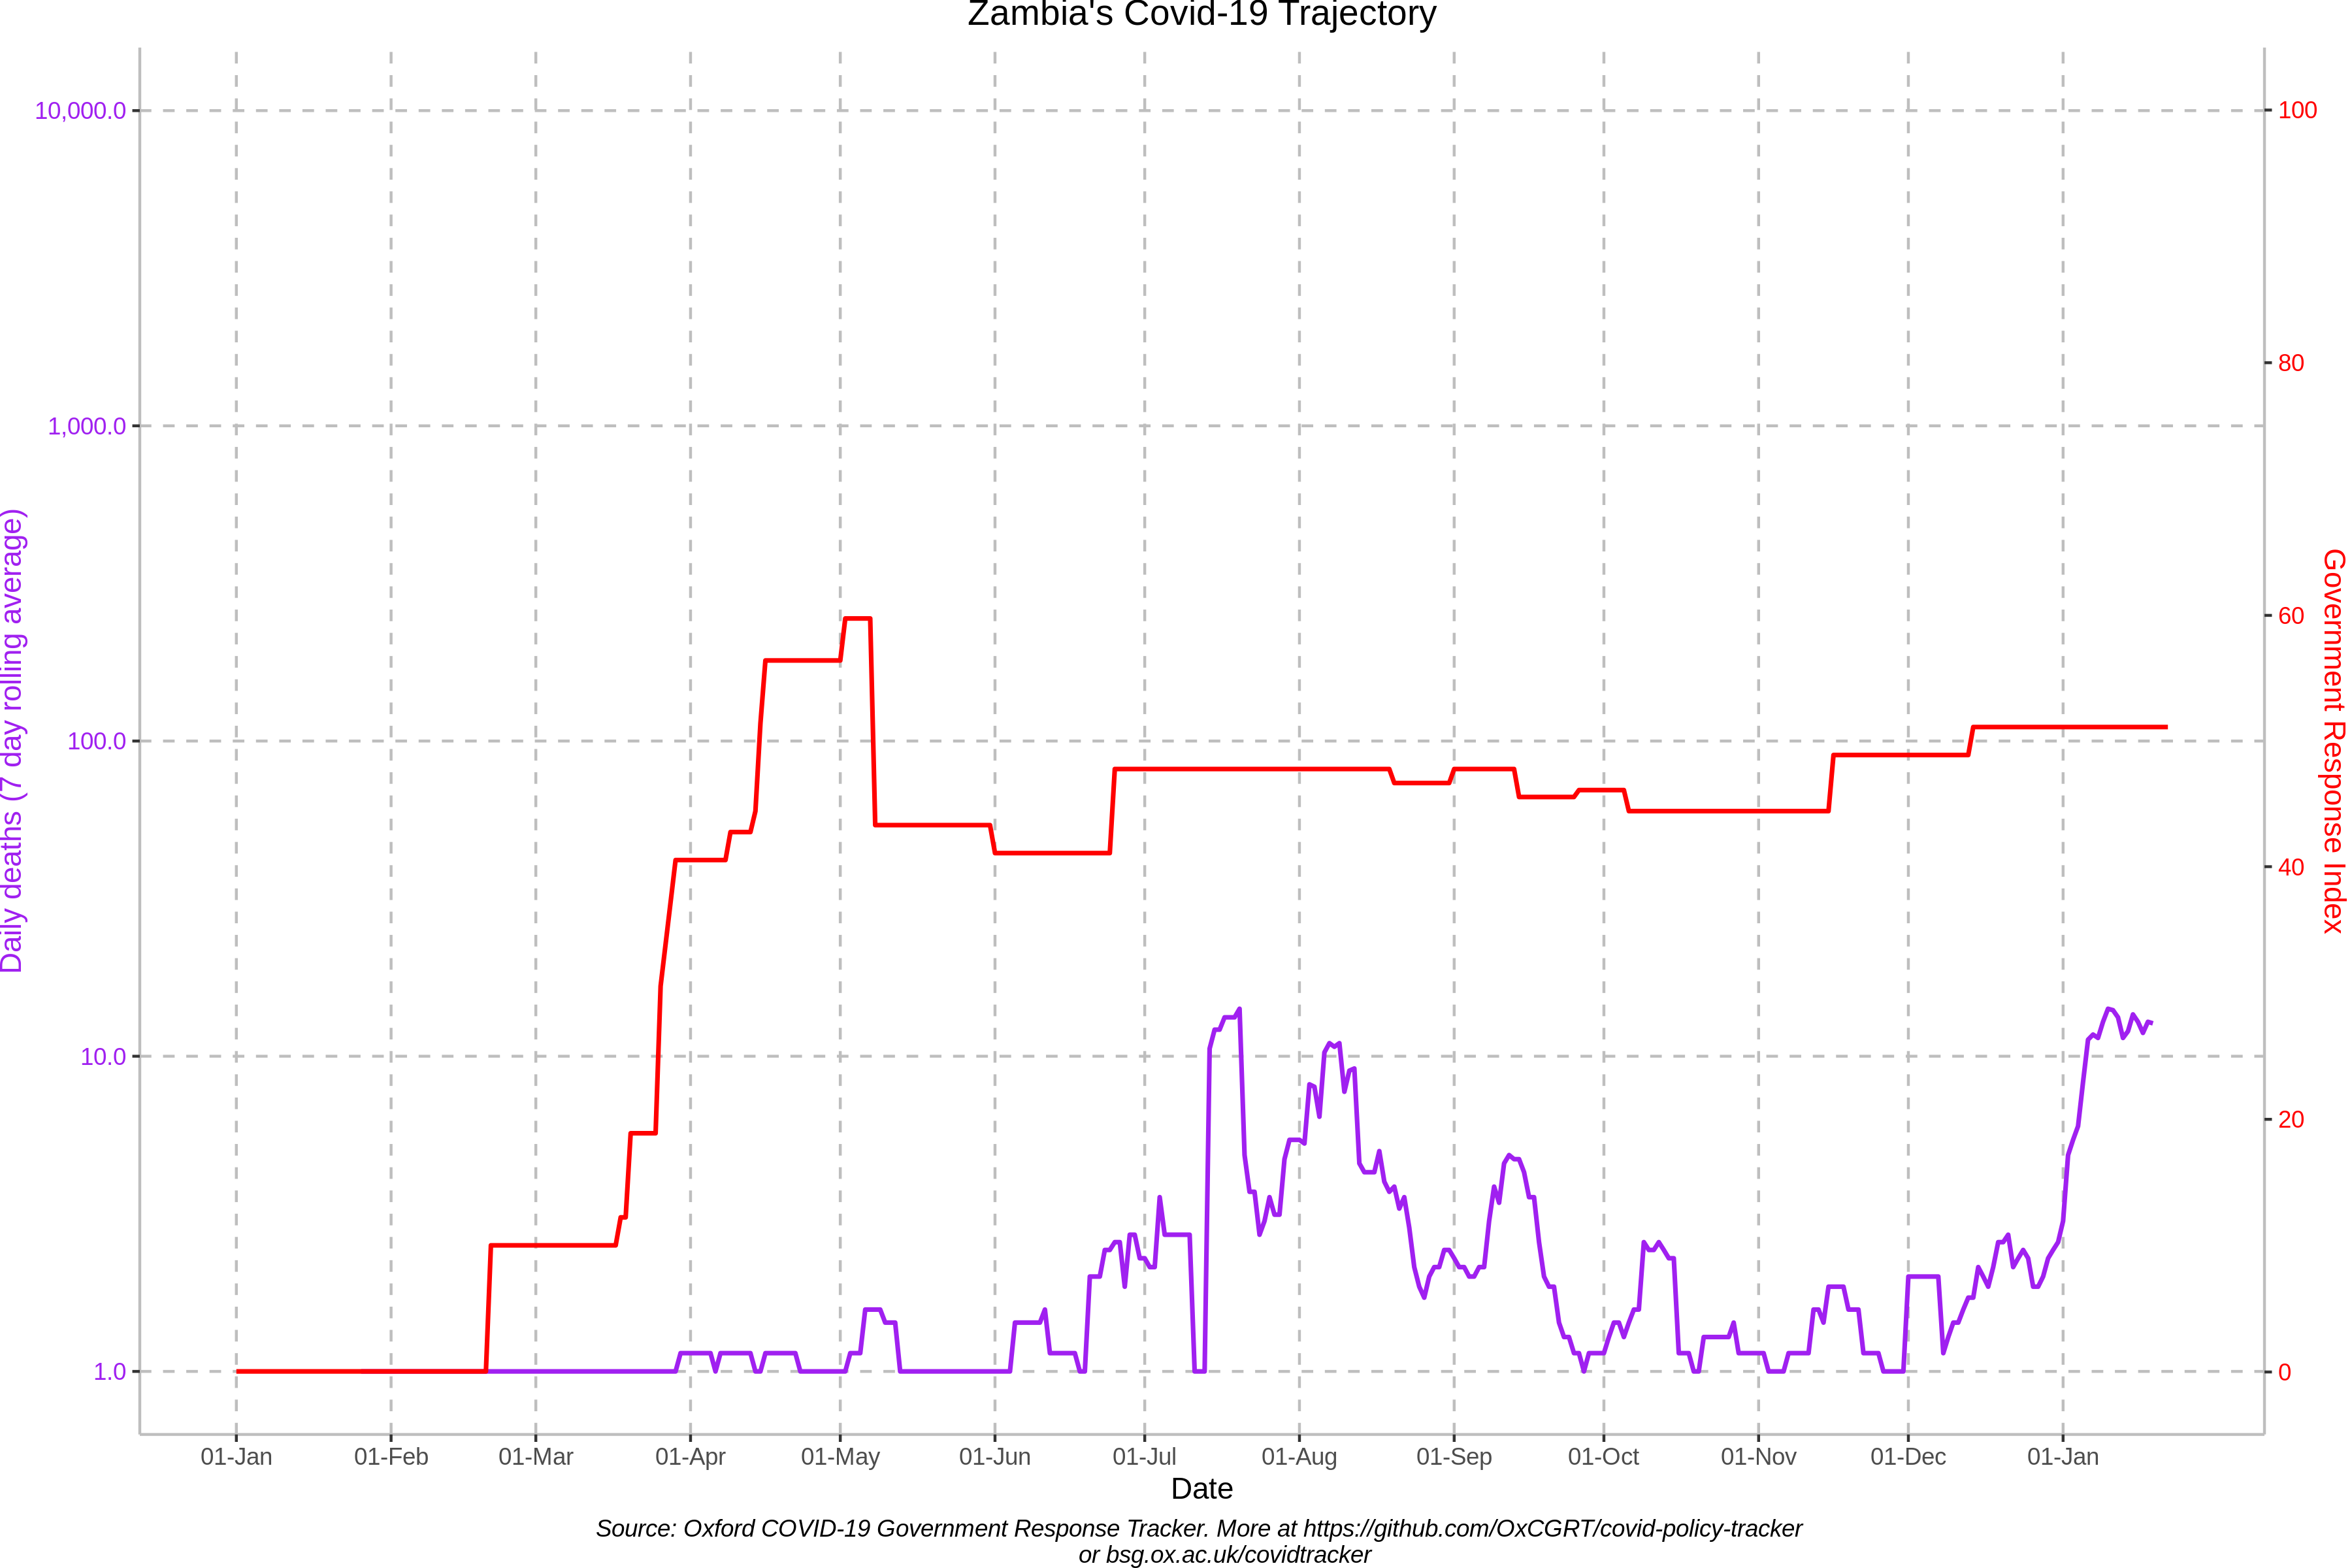 Zambia's Covid-19 Trajectory
10,000.0
1,000.0
100.0
10.0
1.0
Daily deaths (7 day rolling average)
100
80
60
40
20
0
Government Response Index
01-Jan 01-Feb 01-Mar 01-Apr 01-May 01-Jun 01-Jul 01-Aug 01-Sep 01-Oct 01-Nov 01-Dec 01-Jan
Date
Source: Oxford COVID-19 Government Response Tracker. More at https://github.com/OxCGRT/covid-policy-tracker
or bsg.ox.ac.uk/covidtracker